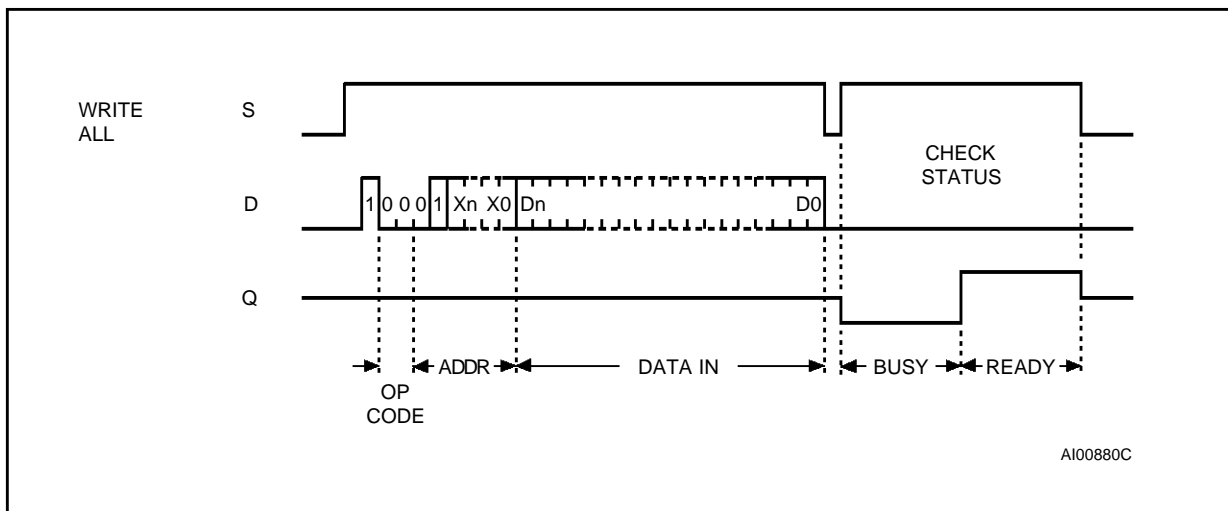 WRITE
ALL
S
CHECK
STATUS
D
1 0 0 0 1 Xn X0 Dn D0
Q
ADDR DATA IN BUSY READY
OP
CODE
AI00880C